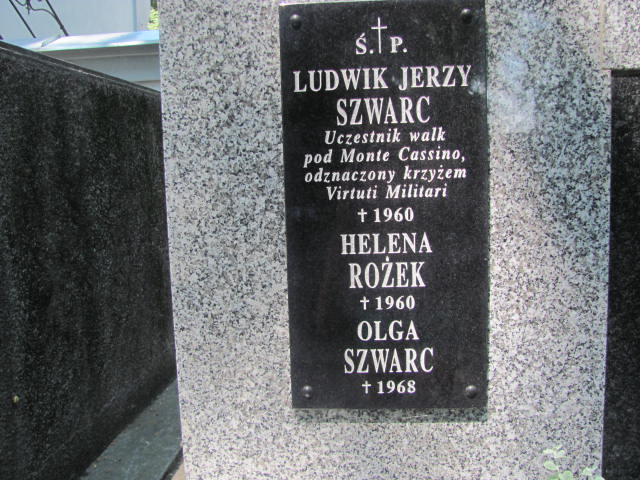 Ś. † P.
LUDWIK JERZY
SZWARC
Uczestnik walk
pod Monte Cassino,
odznaczony krzyżem
Virtuti Militari
† 1960
HELENA
ROŻEK
† 1960
OLGA
SZWARC
† 1968